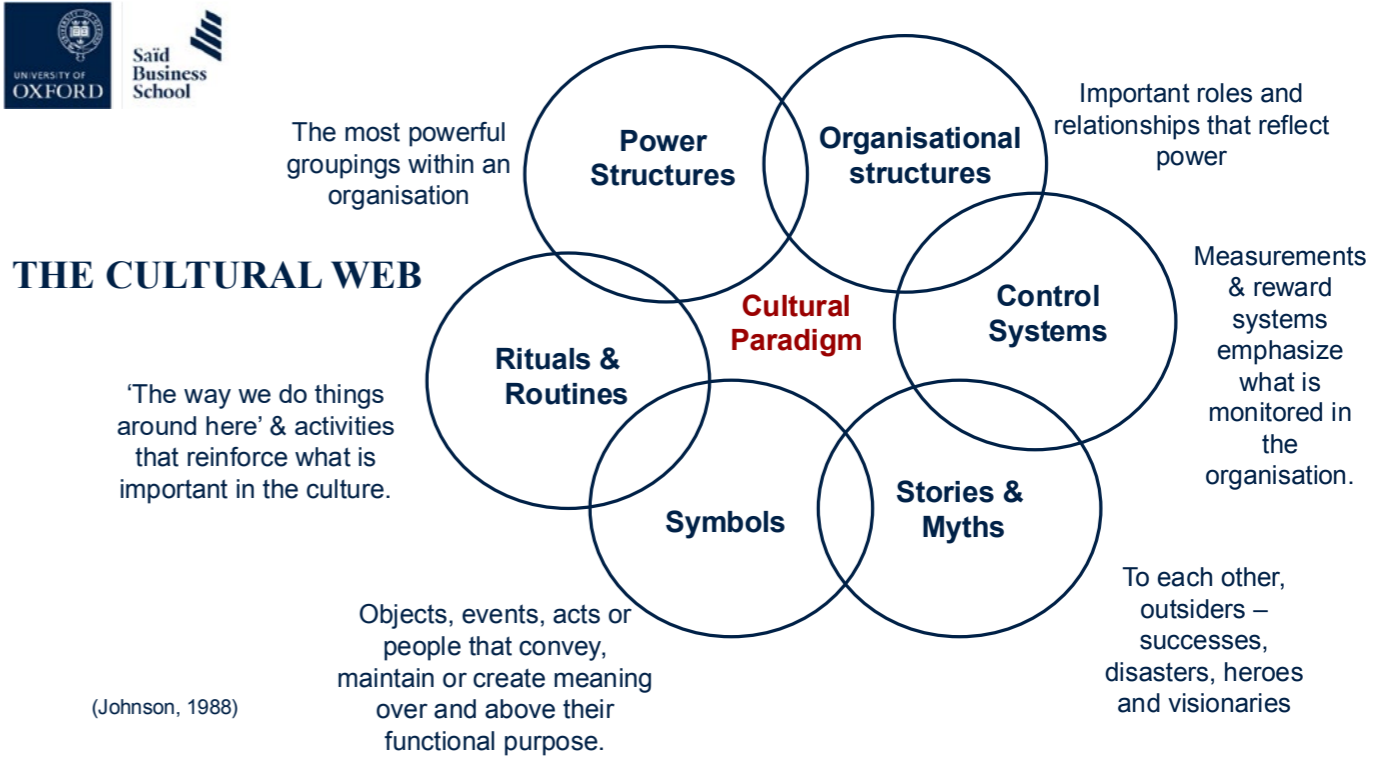 UNIVERSITY OF
OXFORD
Saïd
Business
School
The most powerful
groupings within an
organisation
Power
Structures
Organisational
structures
Important roles and
relationships that reflect
power
THE CULTURAL WEB
Cultural
Paradigm
Control
Systems
Measurements
& reward
systems
emphasize
what is
monitored in
the
organisation.
Rituals &
Routines
‘The way we do things
around here’ & activities
that reinforce what is
important in the culture.
Symbols
Stories &
Myths
Objects, events, acts or
people that convey,
maintain or create meaning
over and above their
functional purpose.
To each other,
outsiders –
successes,
disasters, heroes
and visionaries
(Johnson, 1988)